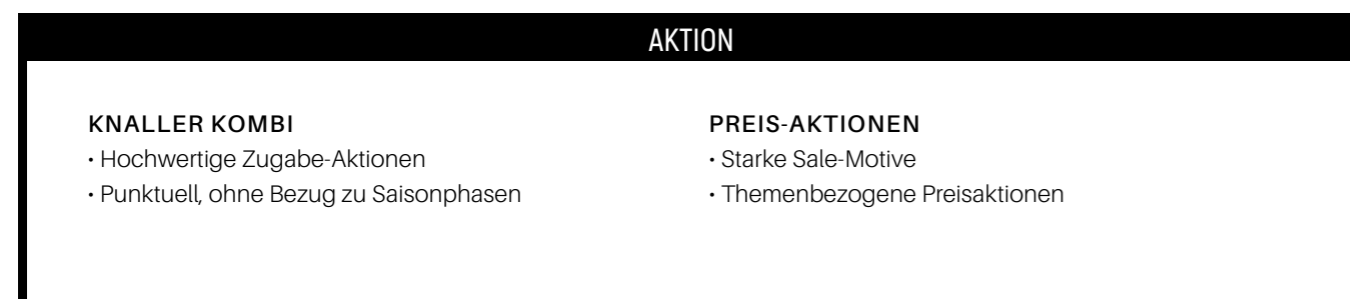 AKTION
KNALLER KOMBI
• Hochwertige Zugabe-Aktionen
• Punktuell, ohne Bezug zu Saisonphasen
PREIS-AKTIONEN
• Starke Sale-Motive
• Themenbezogene Preisaktionen